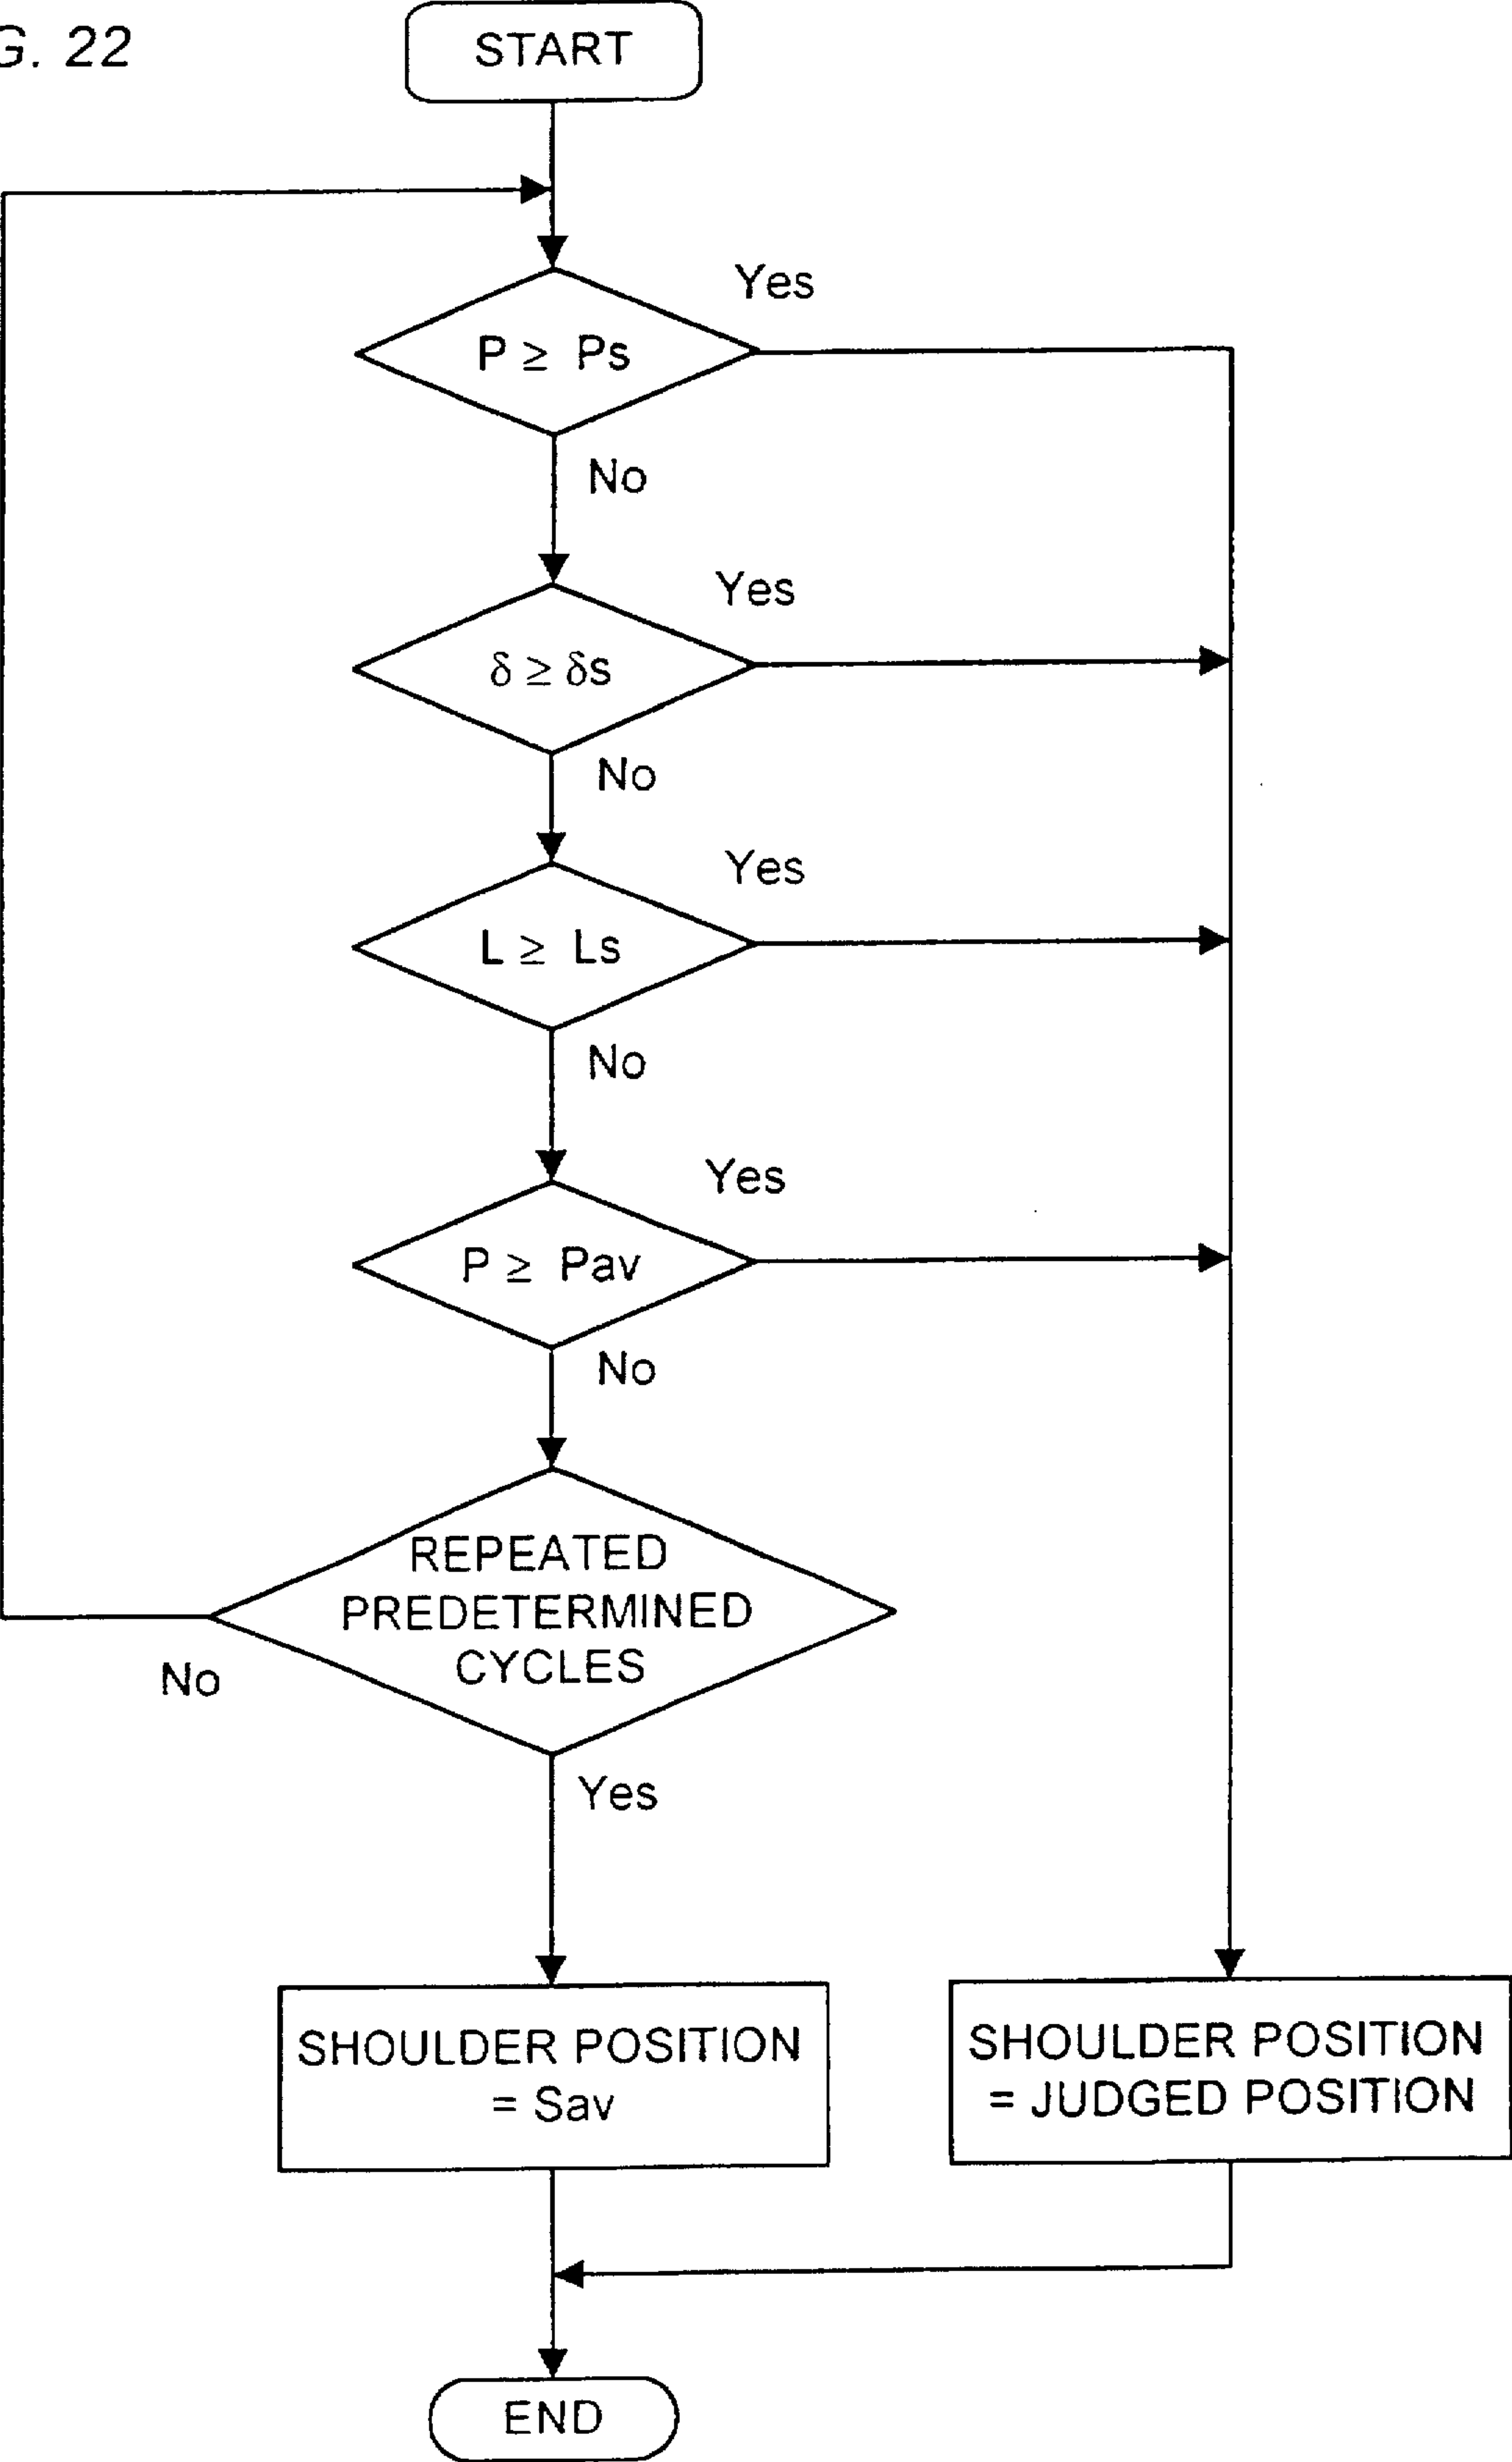 G. 22
START
Yes
P ≥ Ps
No
Yes
δ ≥ δs
No
Yes
L ≥ Ls
No
Yes
P ≥ Pav
No
REPEATED
PREDETERMINED
CYCLES
No
Yes
SHOULDER POSITION
= Sav
SHOULDER POSITION
= JUDGED POSITION
END